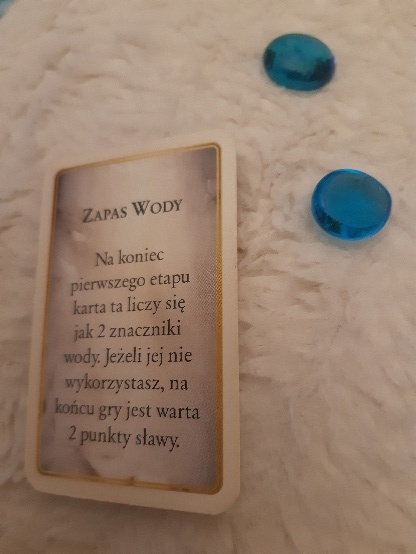 Zapas Wody
Na koniec
pierwszego etapu
karta ta liczy się
jak 2 znaczniki
wody. Jeżeli jej nie
wykorzystasz, na
końcu gry jest warta
2 punkty sławy.